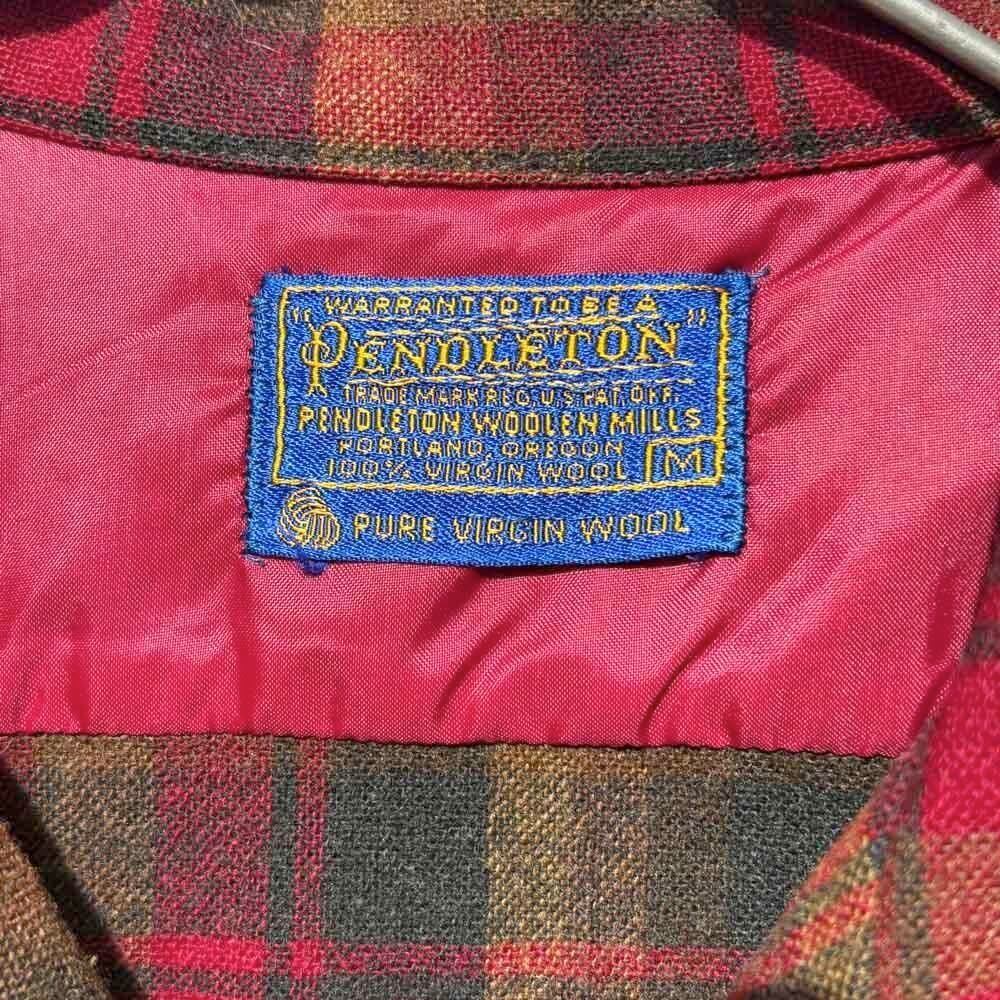 WARRANTED TO BE A
"PENDLETON"
TRADE MARK REG. U.S. PAT. OFF.
PENDLETON WOOLEN MILLS
PORTLAND, OREGON
100% VIRGIN WOOL M
PURE VIRGIN WOOL